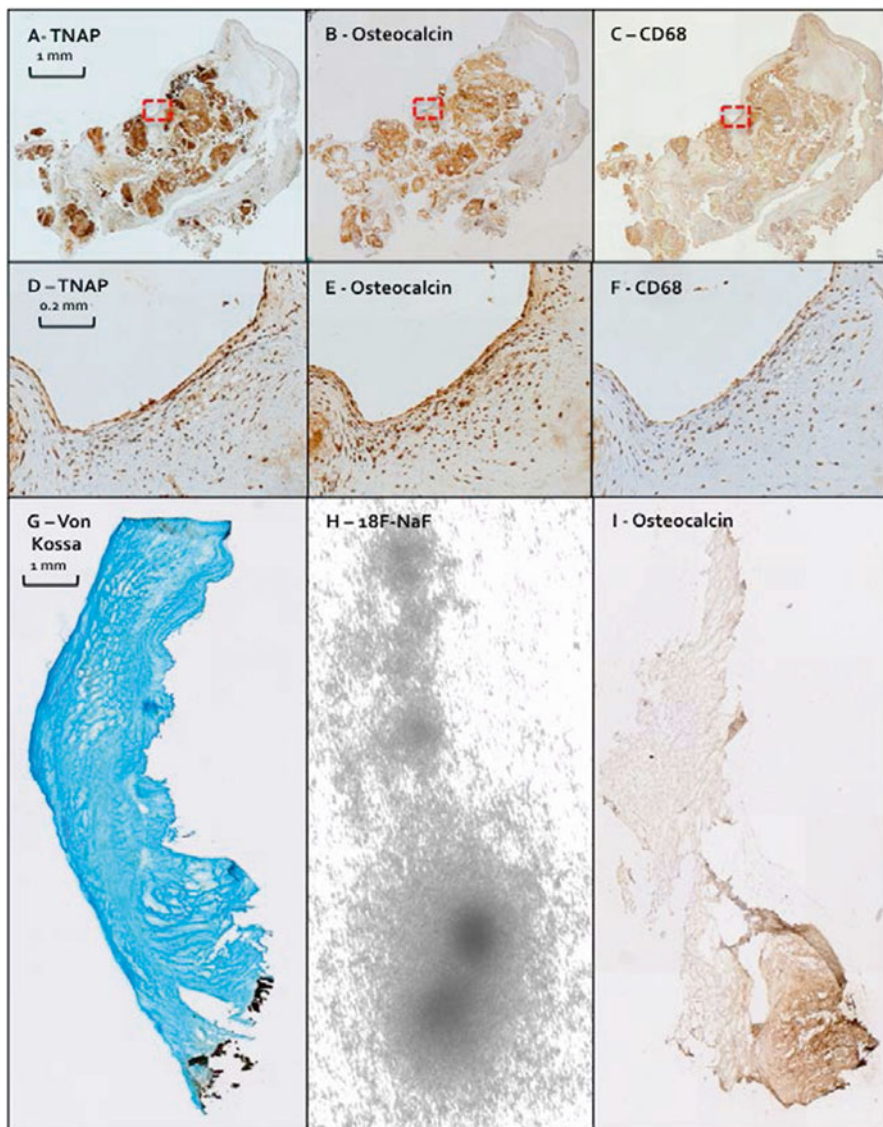 A- TNAP
1 mm
B - Osteocalcin
C – CD68
D – TNAP
0.2 mm
E - Osteocalcin
F - CD68
G – Von
Kossa
1 mm
H – 18F-NaF
I - Osteocalcin